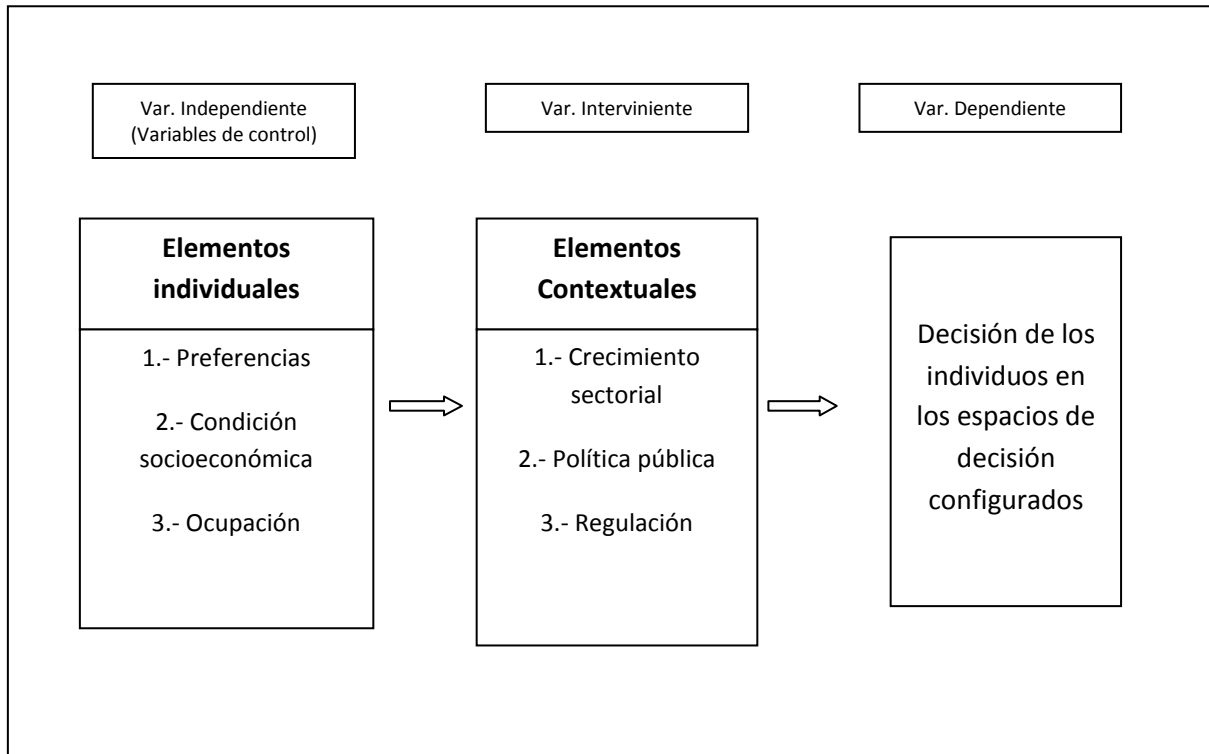 Var. Independiente
(Variables de control)
Var. Interviniente
Var. Dependiente
Elementos
individuales
1.- Preferencias
2.- Condición
socioeconómica
3.- Ocupación
Elementos
Contextuales
1.- Crecimiento
sectorial
2.- Política pública
3.- Regulación
Decisión de los
individuos en
los espacios de
decisión
configurados